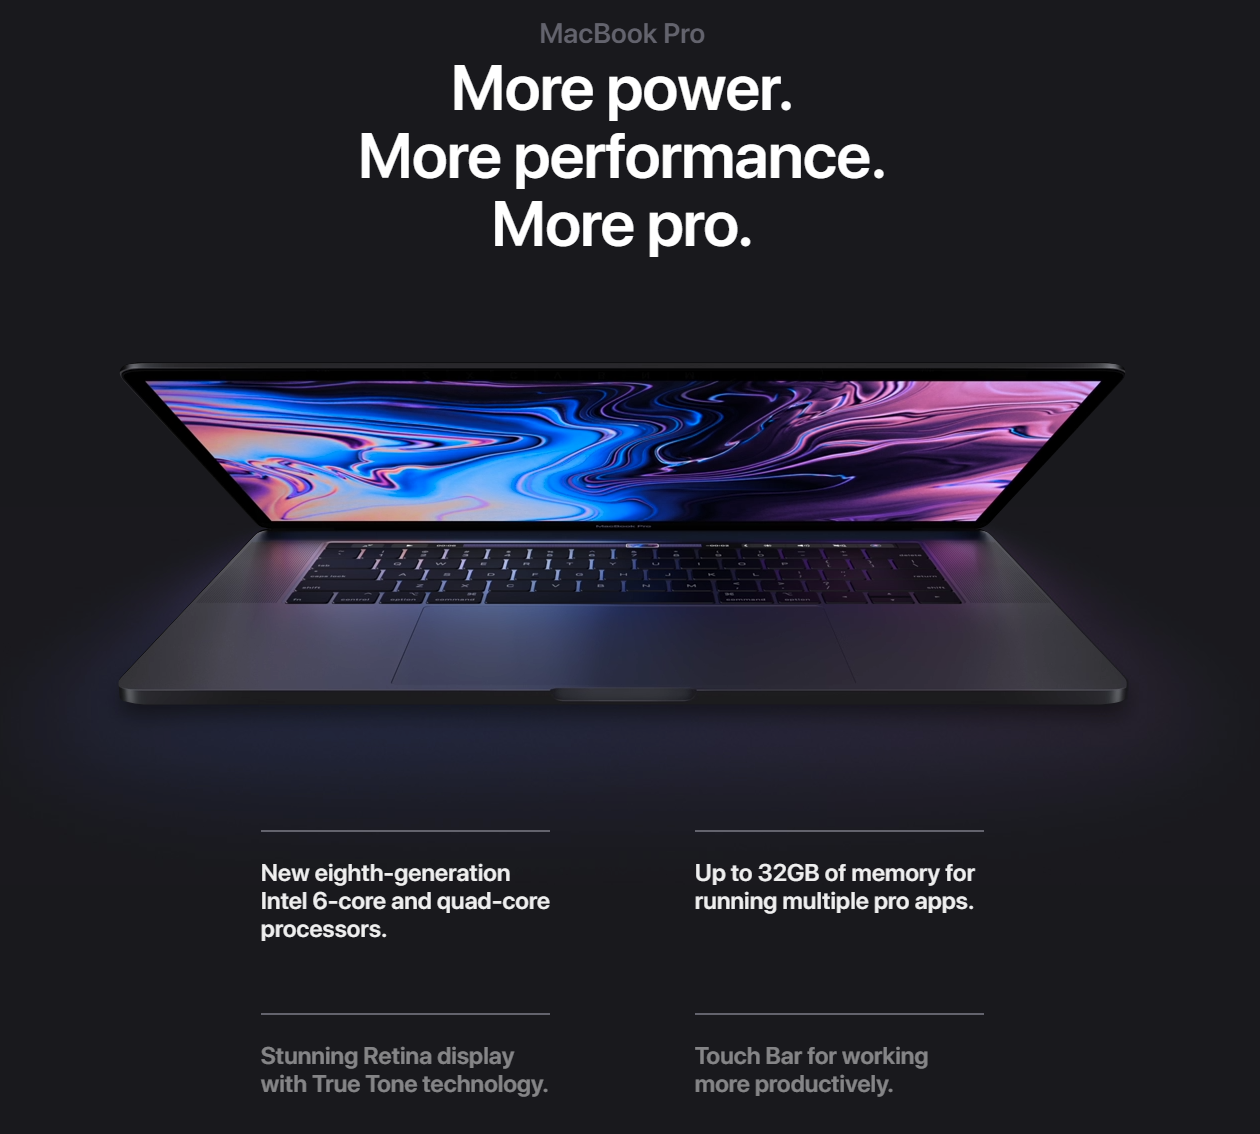 MacBook Pro
More power.
More performance.
More pro.
MacBook Pro
New eighth-generation
Intel 6-core and quad-core
processors.
Up to 32GB of memory for
running multiple pro apps.
Stunning Retina display
with True Tone technology.
Touch Bar for working
more productively.